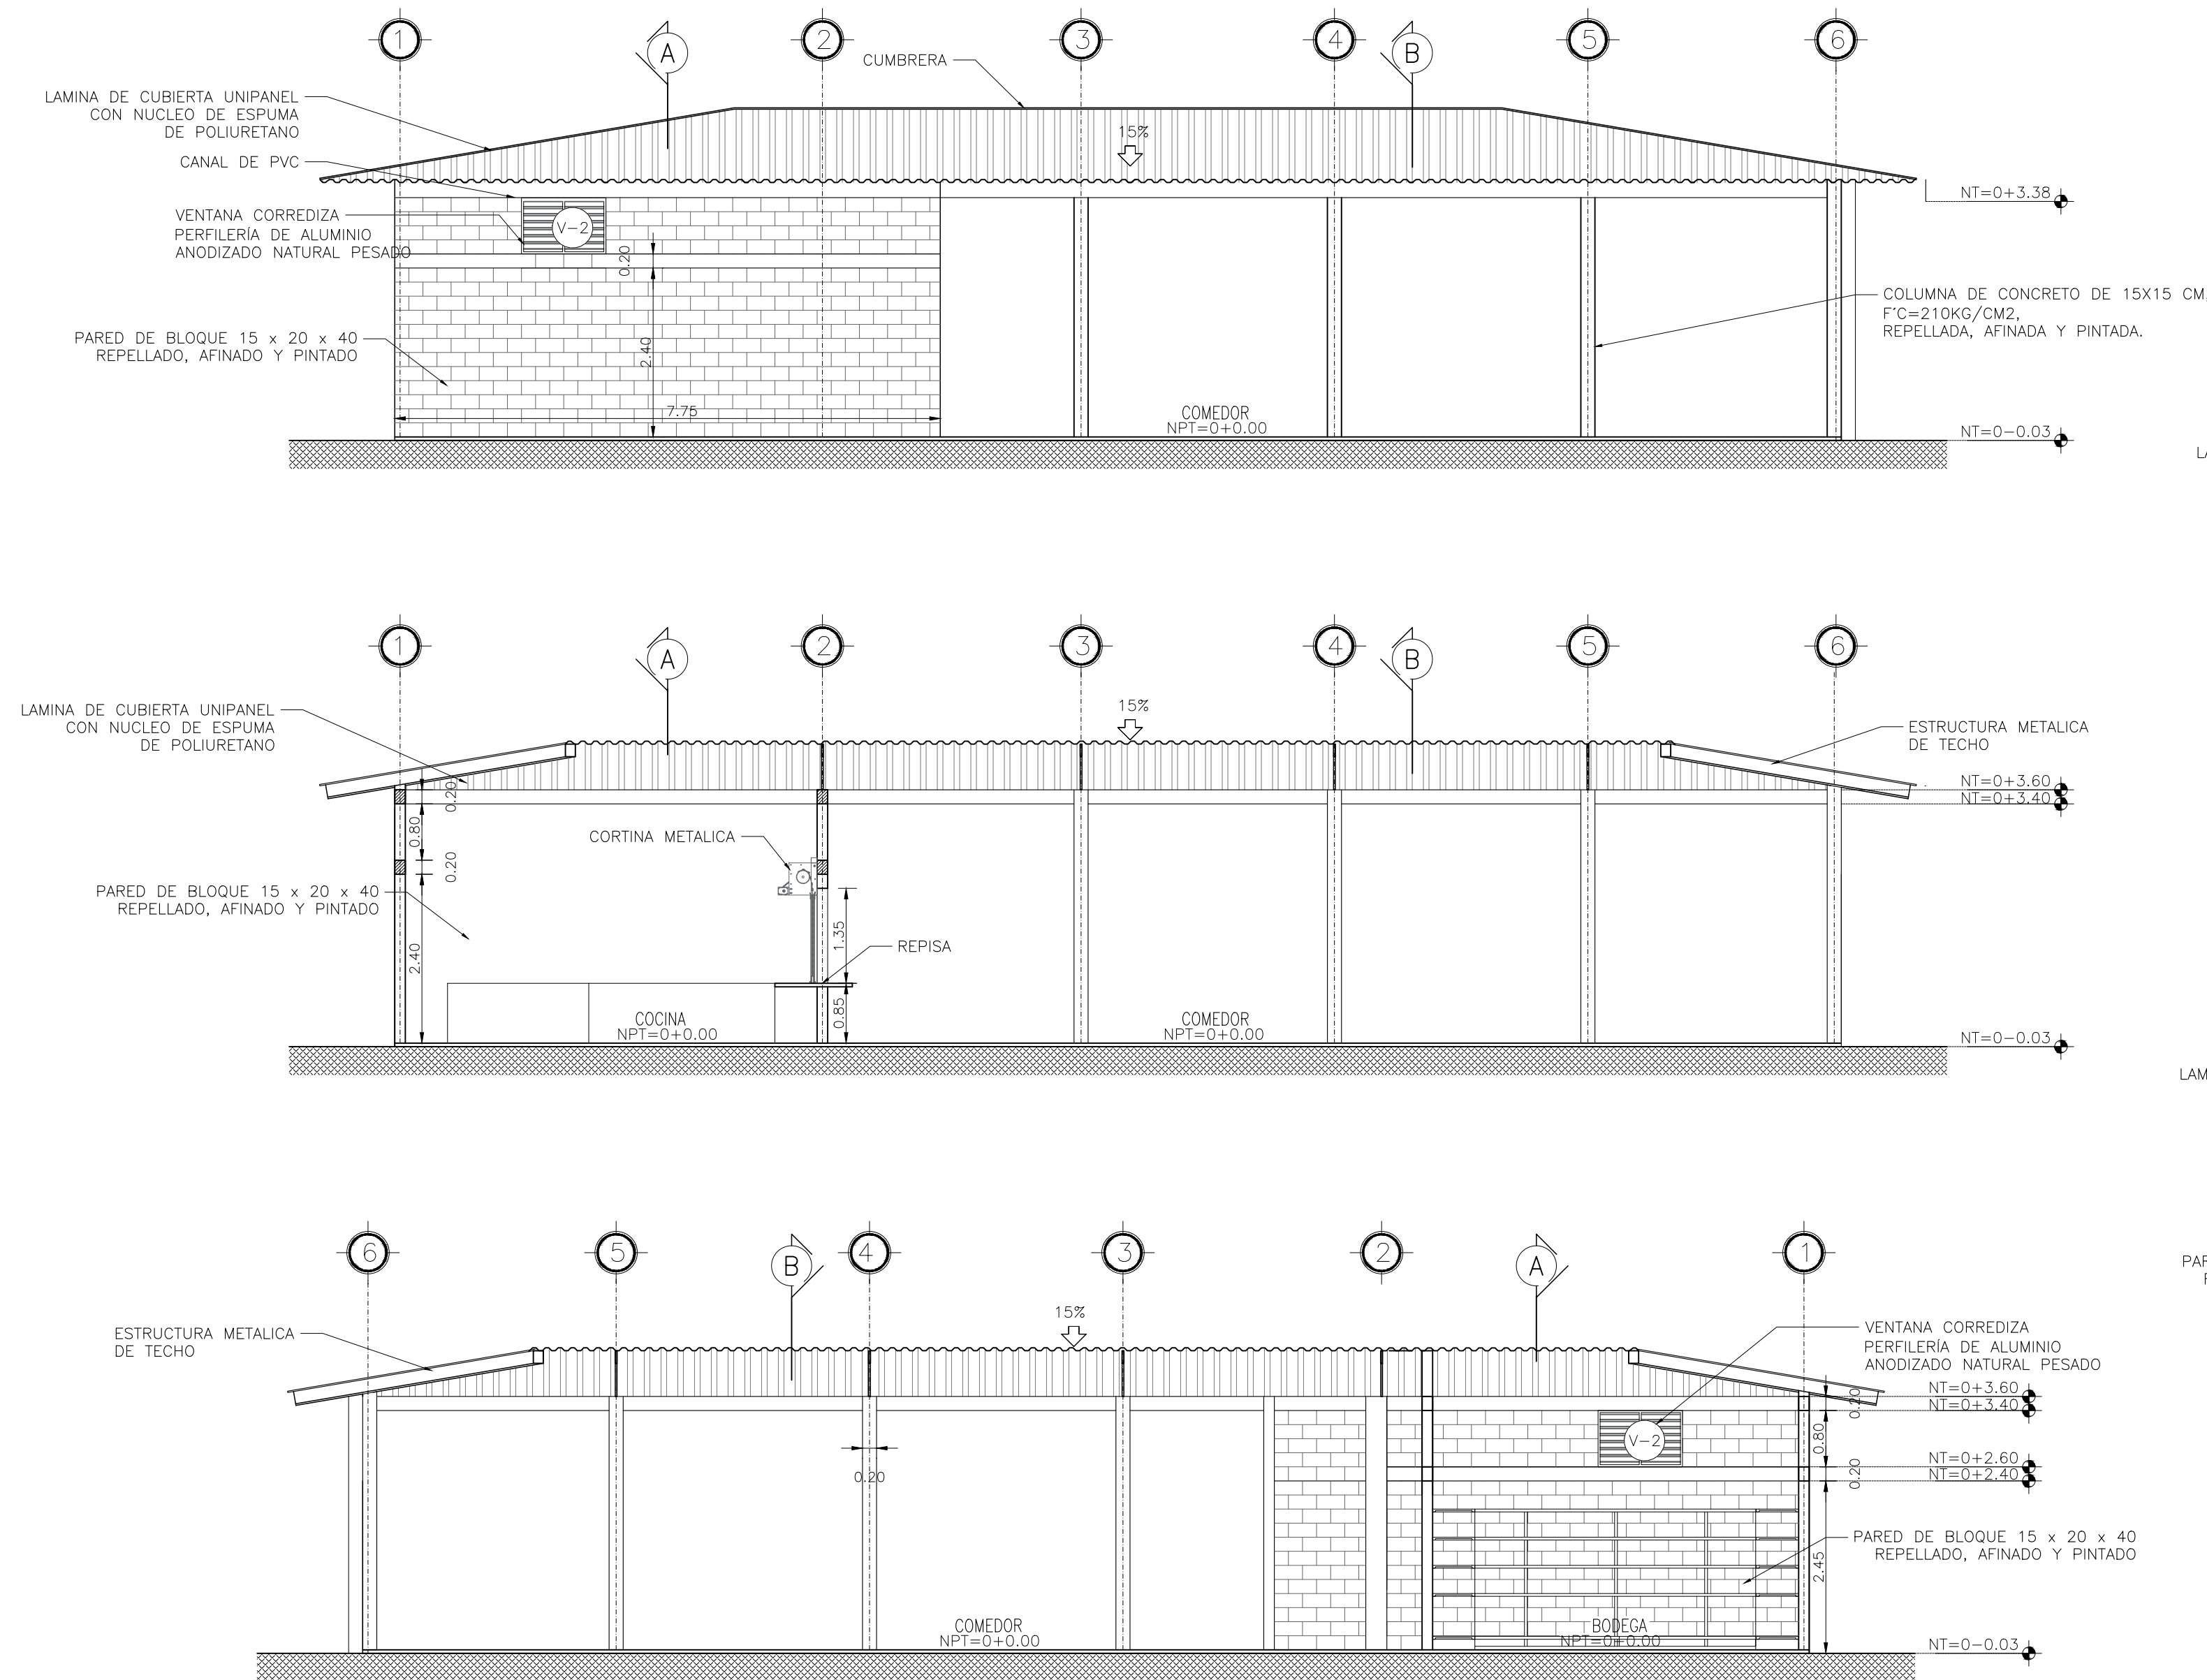 1
A
2
3
4
B
5
6
CUMBRERA
LAMINA DE CUBIERTA UNIPANEL
CON NUCLEO DE ESPUMA
DE POLIURETANO
15%
CANAL DE PVC
NT=0+3.38
VENTANA CORREDIZA
PERFILERÍA DE ALUMINIO
ANODIZADO NATURAL PESADO
V-2
0.20
COLUMNA DE CONCRETO DE 15X15 CM,
F´C=210KG/CM2,
REPELLADA, AFINADA Y PINTADA.
PARED DE BLOQUE 15 x 20 x 40
REPELLADO, AFINADO Y PINTADO
2.40
7.75
COMEDOR
NPT=0+0.00
NT=0-0.03
1
A
2
3
4
B
5
6
LAMINA DE CUBIERTA UNIPANEL
CON NUCLEO DE ESPUMA
DE POLIURETANO
15%
ESTRUCTURA METALICA
DE TECHO
NT=0+3.60
NT=0+3.40
0.20
0.80
0.20
CORTINA METALICA
PARED DE BLOQUE 15 x 20 x 40
REPELLADO, AFINADO Y PINTADO
2.40
1.35
REPISA
0.85
COCINA
NPT=0+0.00
COMEDOR
NPT=0+0.00
NT=0-0.03
6
5
B
4
3
2
A
1
15%
ESTRUCTURA METALICA
DE TECHO
VENTANA CORREDIZA
PERFILERÍA DE ALUMINIO
ANODIZADO NATURAL PESADO
NT=0+3.60
NT=0+3.40
0.20
V-2
0.80
NT=0+2.60
NT=0+2.40
0.20
0.20
PARED DE BLOQUE 15 x 20 x 40
REPELLADO, AFINADO Y PINTADO
2.45
COMEDOR
NPT=0+0.00
BODEGA
NPT=0+0.00
NT=0-0.03